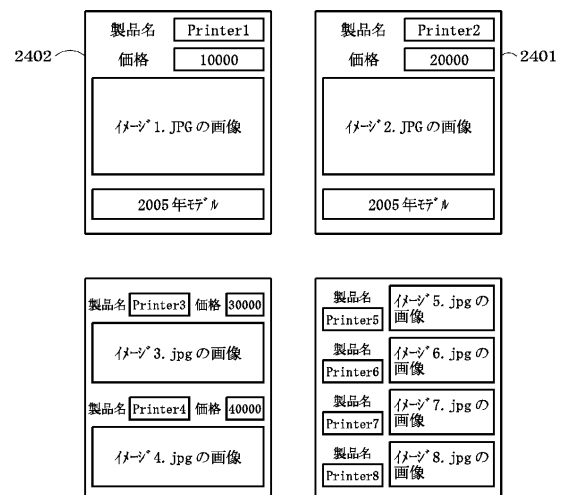 製品名 Printer1
2402
価格 10000
イメージ1.JPGの画像
2005年モデル
製品名 Printer2
2401
価格 20000
イメージ2.JPGの画像
2005年モデル
製品名 Printer3 価格 30000
イメージ3.jpgの画像
製品名 Printer4 価格 40000
イメージ4.jpgの画像
製品名
Printer5
イメージ5.jpgの
画像
製品名
Printer6
イメージ6.jpgの
画像
製品名
Printer7
イメージ7.jpgの
画像
製品名
Printer8
イメージ8.jpgの
画像